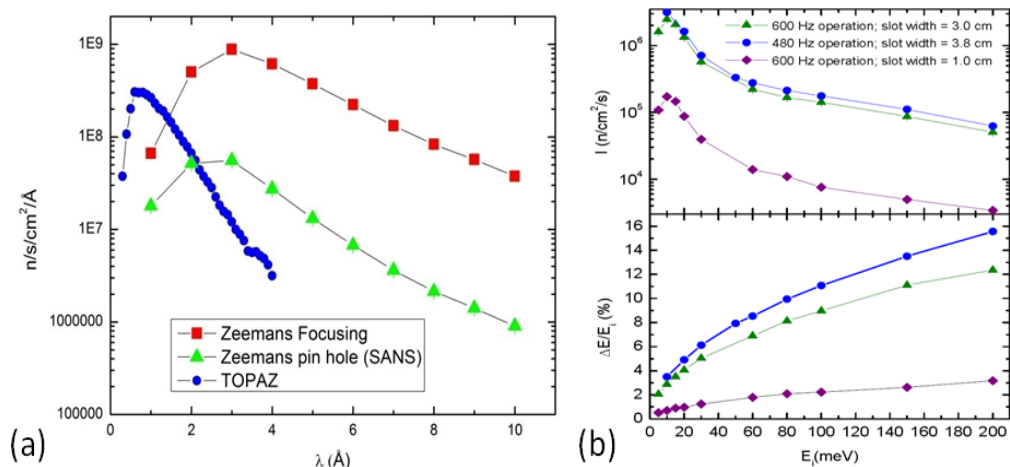 1E9
1E8
1E7
1000000
100000
n/s/cm²/Å
Zeemans Focusing
Zeemans pin hole (SANS)
TOPAZ
0 2 4 6 8 10
λ (Å)
(a)
600 Hz operation; slot width = 3.0 cm
480 Hz operation; slot width = 3.8 cm
600 Hz operation; slot width = 1.0 cm
10⁶
10⁵
10⁴
I (n/cm²/s)
16
14
12
10
8
6
4
2
0
ΔE/Eᵢ (%)
0 20 40 60 80 100 120 140 160 180 200
Eᵢ(meV)
(b)